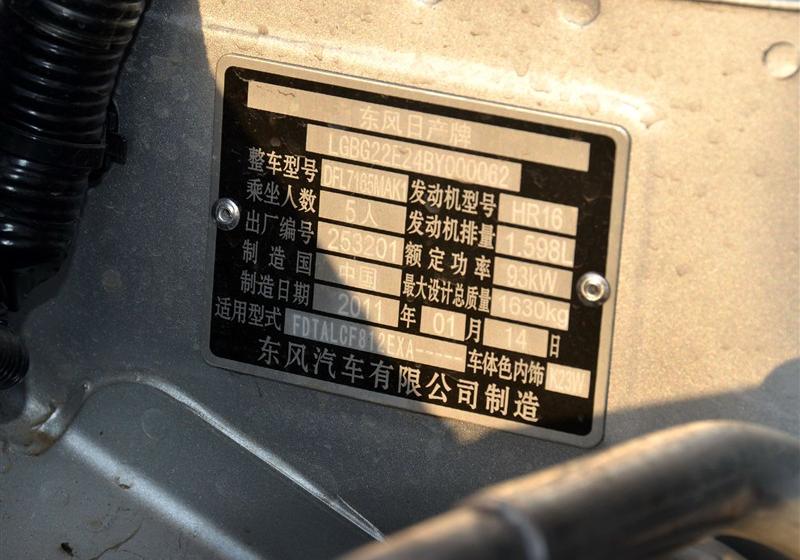 东风日产牌
LGBG22E24BY000062
整车型号 DFL7185MAK1 发动机型号 HR16
乘坐人数 5人 发动机排量 1.598L
出厂编号 253201 额定功率 93kW
制造国 中国 最大设计总质量 1630kg
制造日期 2011 年 01 月 14 日
适用型式 FDTALCF812EXA----- 车体色内饰 K23W
东风汽车有限公司制造